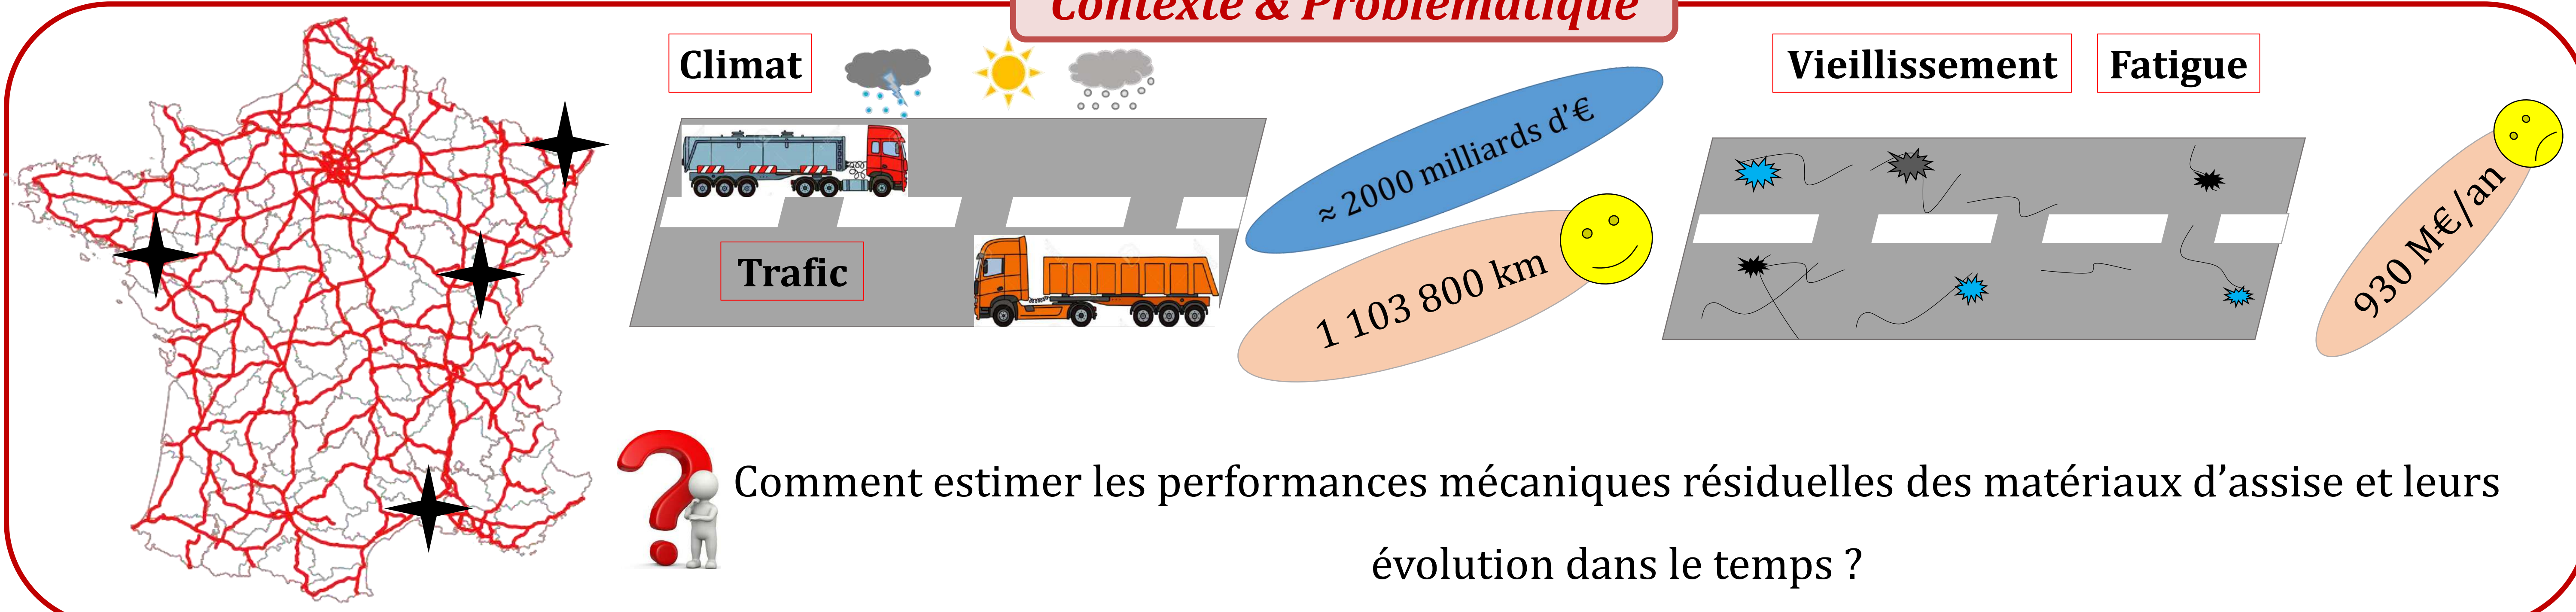 Contexte & Problématique
Climat
Trafic
≈ 2000 milliards d’€
1 103 800 km
Vieillissement
Fatigue
930 M€/an
Comment estimer les performances mécaniques résiduelles des matériaux d’assise et leurs
évolution dans le temps ?